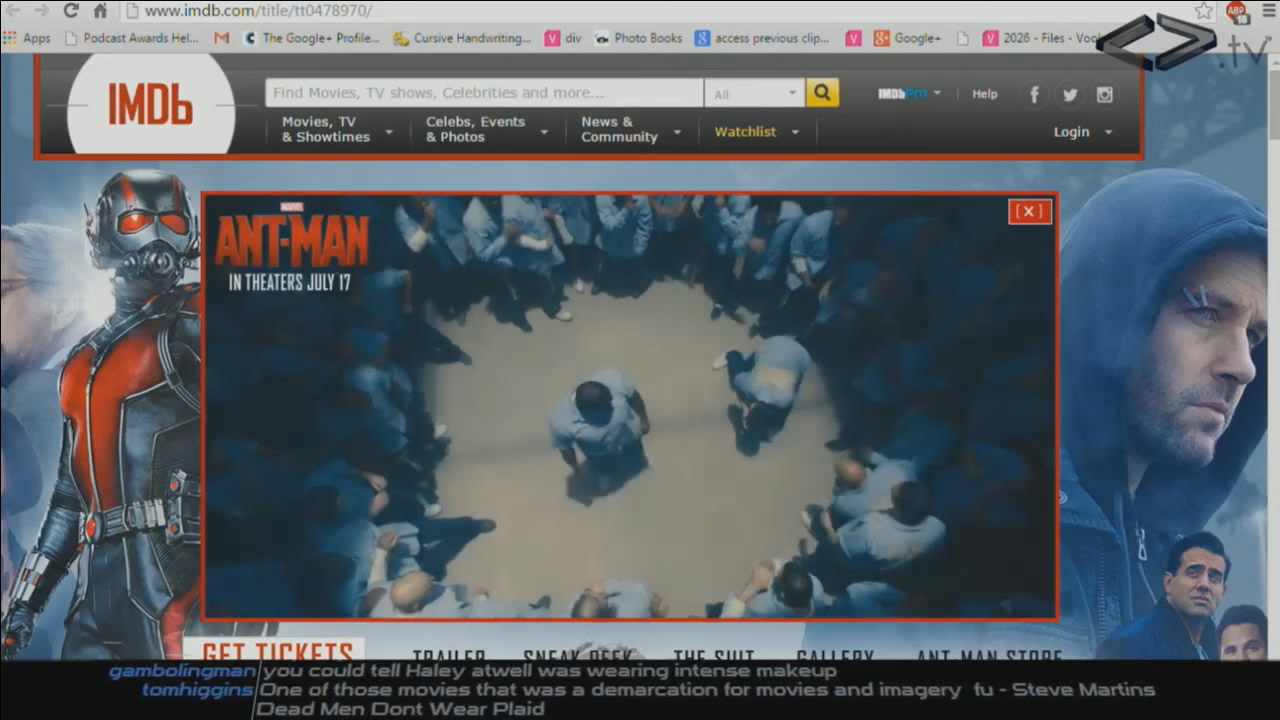 www.imdb.com/title/tt0478970/
ABP
18
Apps Podcast Awards Hel... The Google+ Profile... Cursive Handwriting... div Photo Books access previous clip... Google+ 2026 - Files -
.tv
IMDb
Find Movies, TV shows, Celebrities and more...
All
IMDbPro
Help
Movies, TV
& Showtimes
Celebs, Events
& Photos
News &
Community
Watchlist
Login
MARVEL
ANT-MAN
IN THEATERS JULY 17
[X]
GET TICKETS TRAILER SNEAK PEEK THE SUIT GALLERY ANT-MAN STORE
gambolingman you could tell Haley atwell was wearing intense makeup
tomhiggins One of those movies that was a demarcation for movies and imagery fu - Steve Martins
Dead Men Dont Wear Plaid